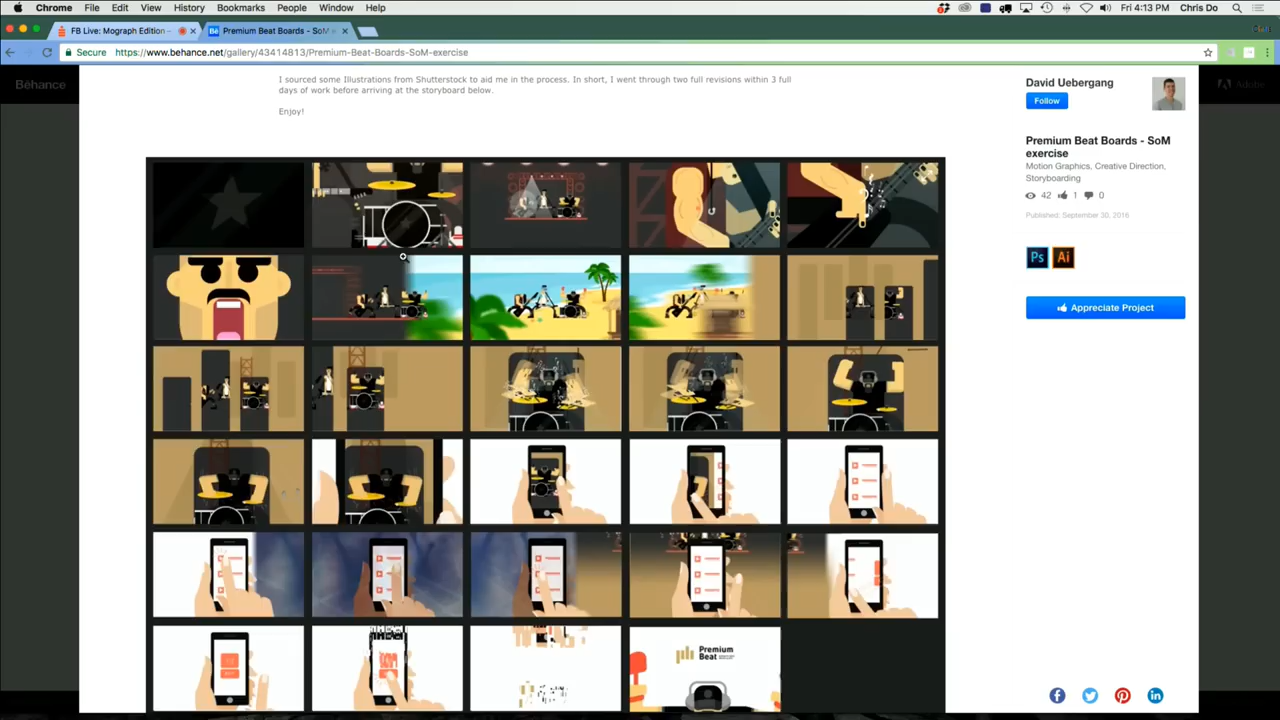 Chrome File Edit View History Bookmarks People Window Help Fri 4:13 PM Chris Do
FB Live: Mograph Edition - Premium Beat Boards - SoM ex
Secure https://www.behance.net/gallery/43414813/Premium-Beat-Boards-SoM-exercise
Bēhance
Adobe
I sourced some Illustrations from Shutterstock to aid me in the process. In short, I went through two full revisions within 3 full
days of work before arriving at the storyboard below.
Enjoy!
David Uebergang
Follow
Premium Beat Boards - SoM
exercise
Motion Graphics, Creative Direction,
Storyboarding
42 1 0
Published: September 30, 2016
Ps Ai
Appreciate Project
Premium
Beat